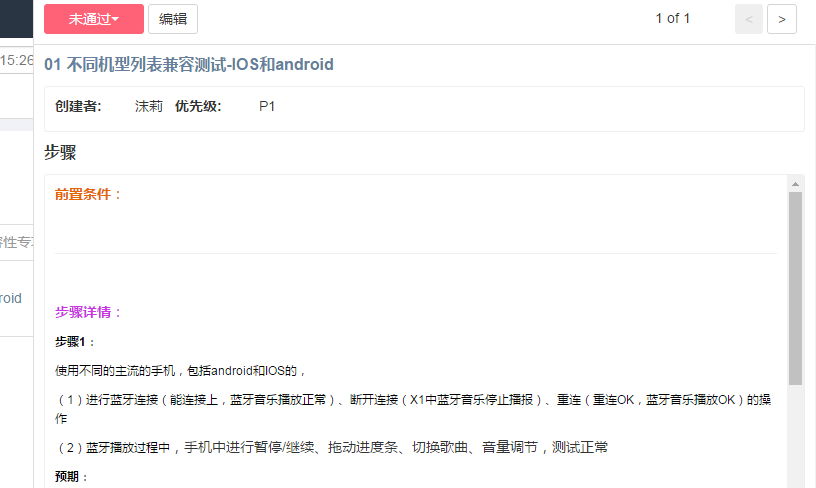 未通过 编辑 1 of 1 < >
15:26
01 不同机型列表兼容测试-IOS和android
创建者: 沫莉 优先级: P1
步骤
前置条件：
性专
roid
步骤详情：
步骤1：
使用不同的主流的手机，包括android和IOS的，
（1）进行蓝牙连接（能连接上，蓝牙音乐播放正常）、断开连接（X1中蓝牙音乐停止播报）、重连（重连OK，蓝牙音乐播放OK）的操
作
（2）蓝牙播放过程中，手机中进行暂停/继续、拖动进度条、切换歌曲、音量调节，测试正常
预期：